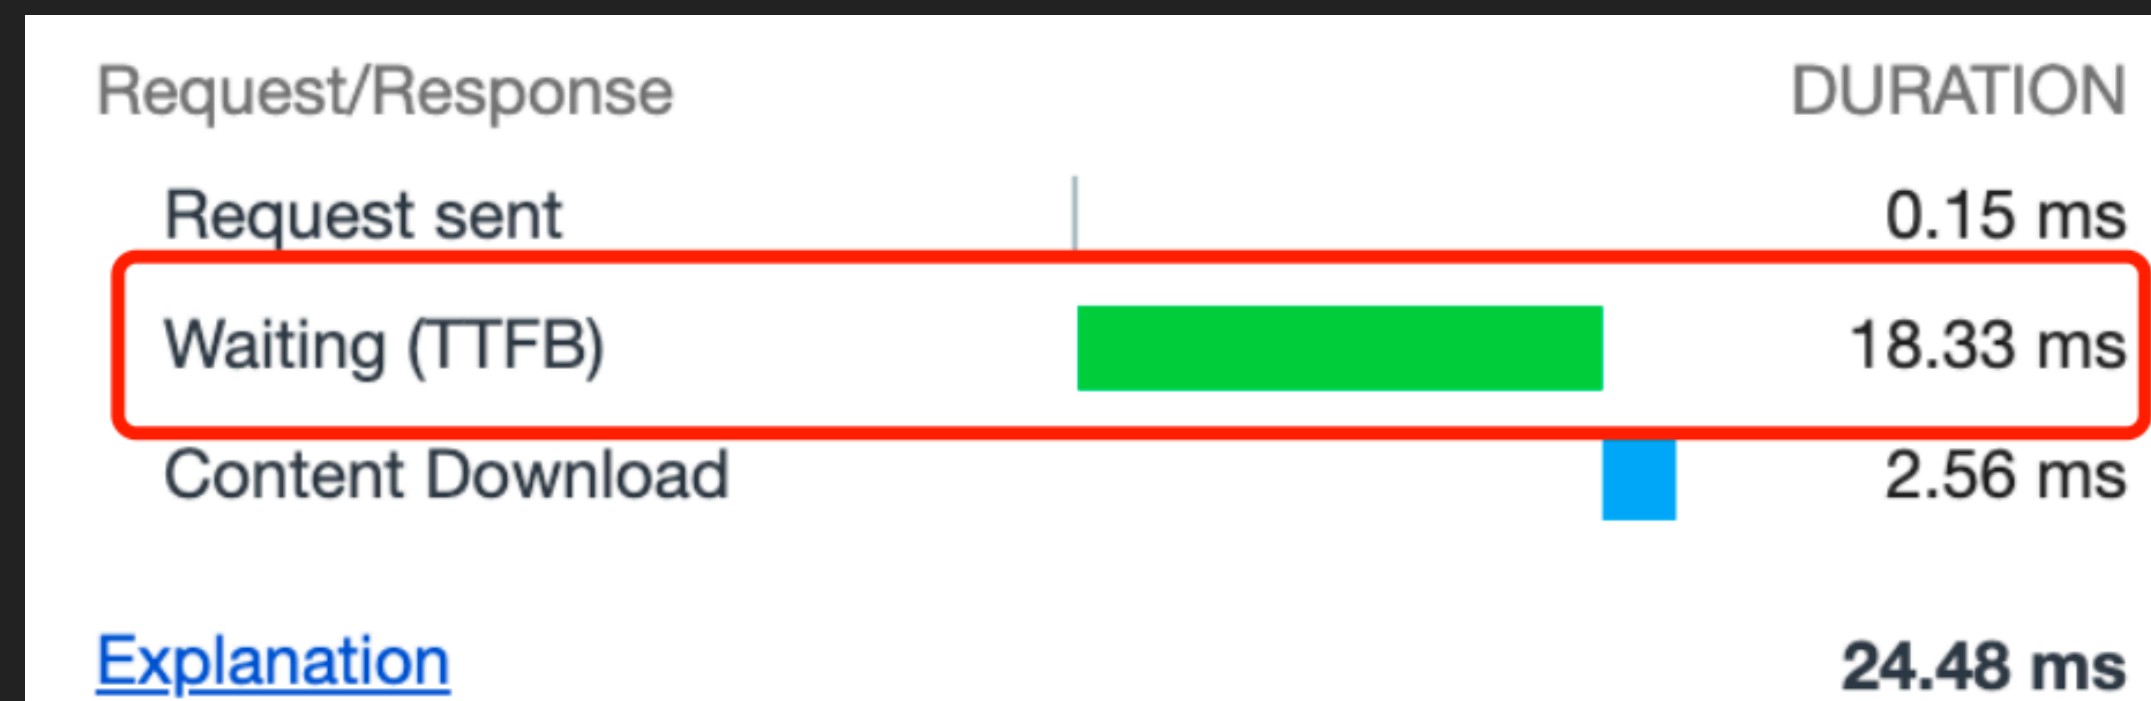 Request/Response DURATION
Request sent 0.15 ms
Waiting (TTFB) 18.33 ms
Content Download 2.56 ms
Explanation 24.48 ms